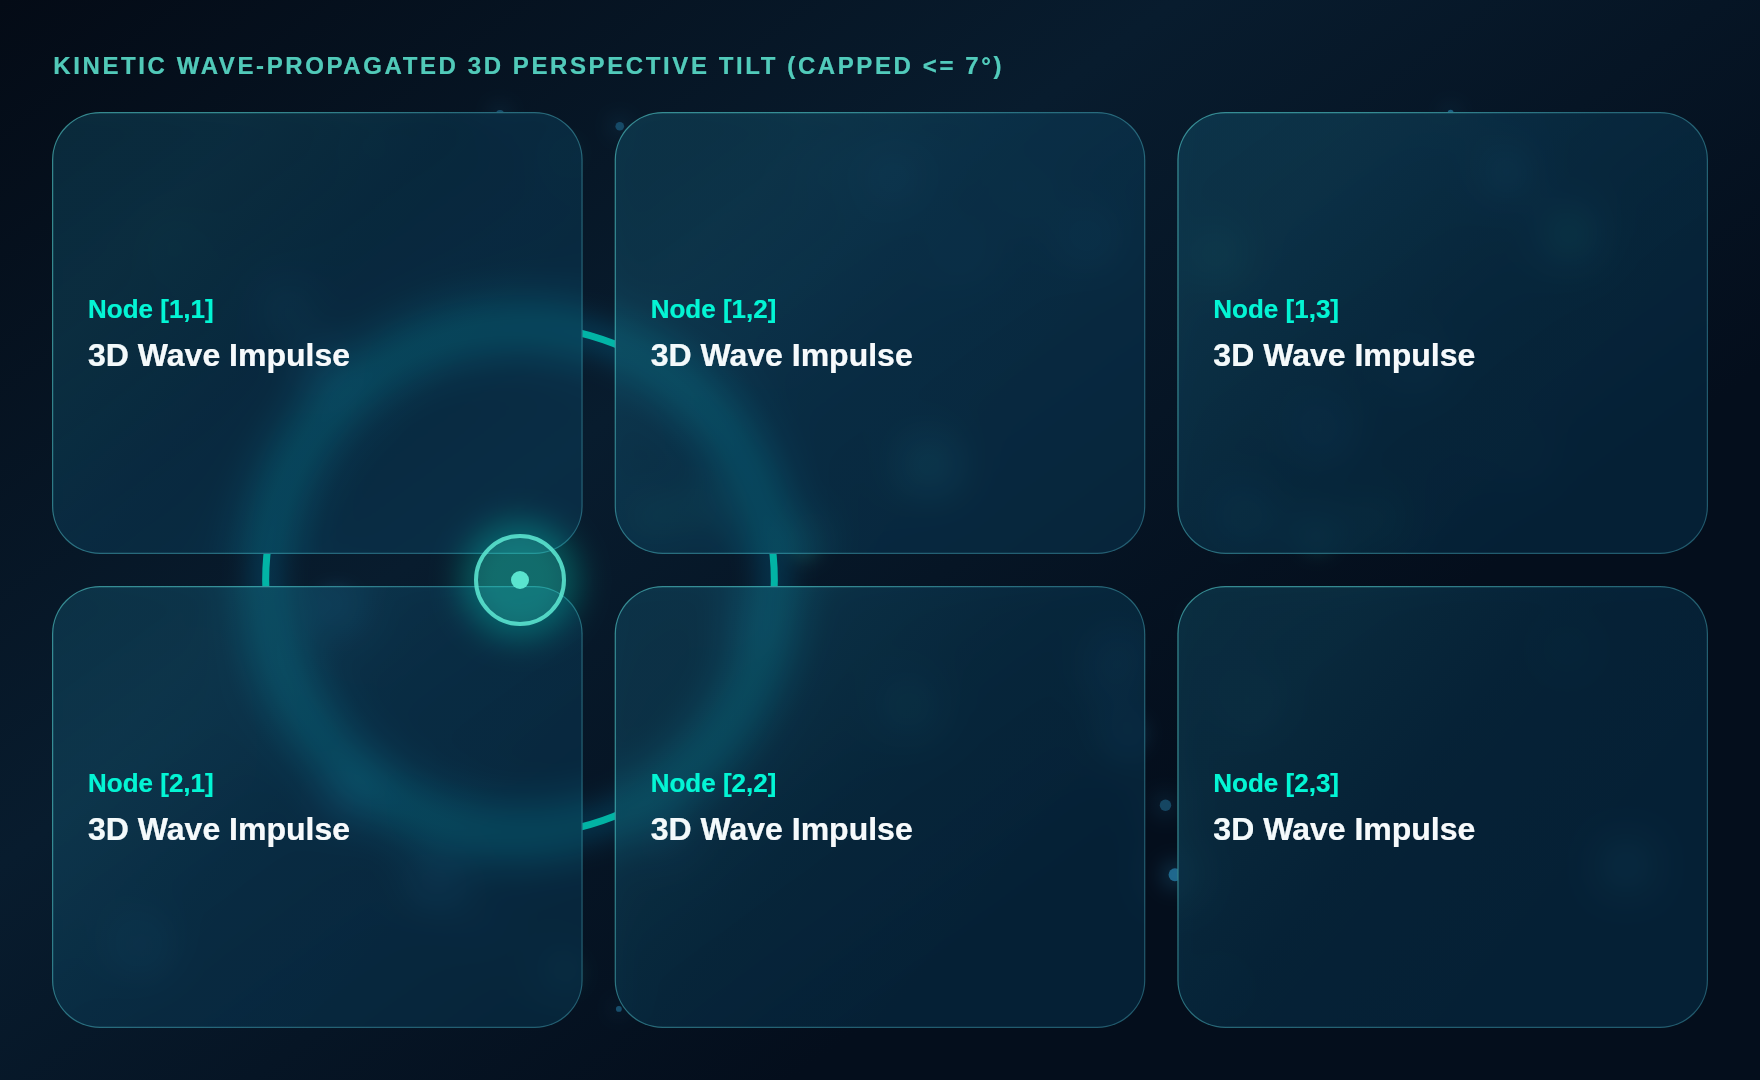 KINETIC WAVE-PROPAGATED 3D PERSPECTIVE TILT (CAPPED <= 7°)
Node [1,1]
3D Wave Impulse
Node [1,2]
3D Wave Impulse
Node [1,3]
3D Wave Impulse
Node [2,1]
3D Wave Impulse
Node [2,2]
3D Wave Impulse
Node [2,3]
3D Wave Impulse